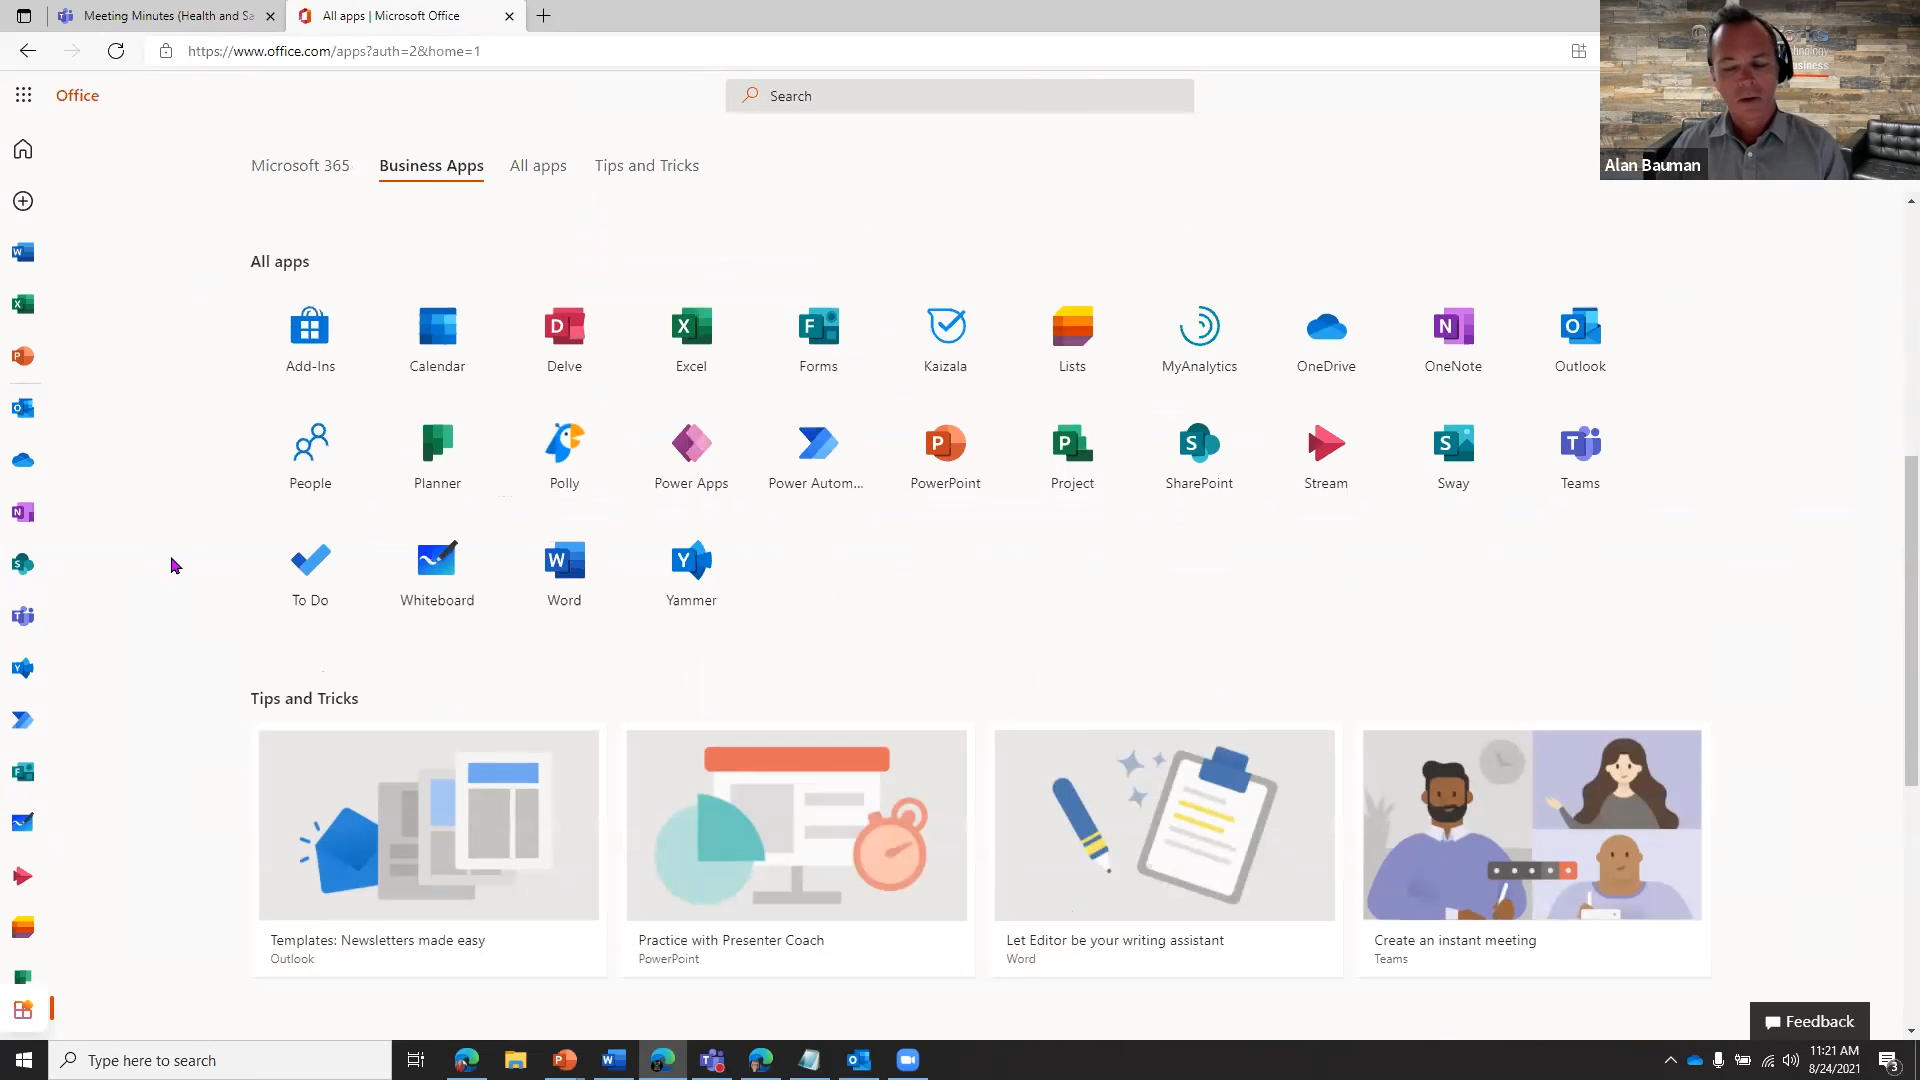 Meeting Minutes (Health and Sa
All apps | Microsoft Office
https://www.office.com/apps?auth=2&home=1
Office
Search
Microsoft 365
Business Apps
All apps
Tips and Tricks
Alan Bauman
All apps
Add-Ins
Calendar
Delve
Excel
Forms
Kaizala
Lists
MyAnalytics
OneDrive
OneNote
Outlook
People
Planner
Polly
Power Apps
Power Autom...
PowerPoint
Project
SharePoint
Stream
Sway
Teams
To Do
Whiteboard
Word
Yammer
Tips and Tricks
Templates: Newsletters made easy
Outlook
Practice with Presenter Coach
PowerPoint
Let Editor be your writing assistant
Word
Create an instant meeting
Teams
Feedback
Type here to search
11:21 AM
8/24/2021
3